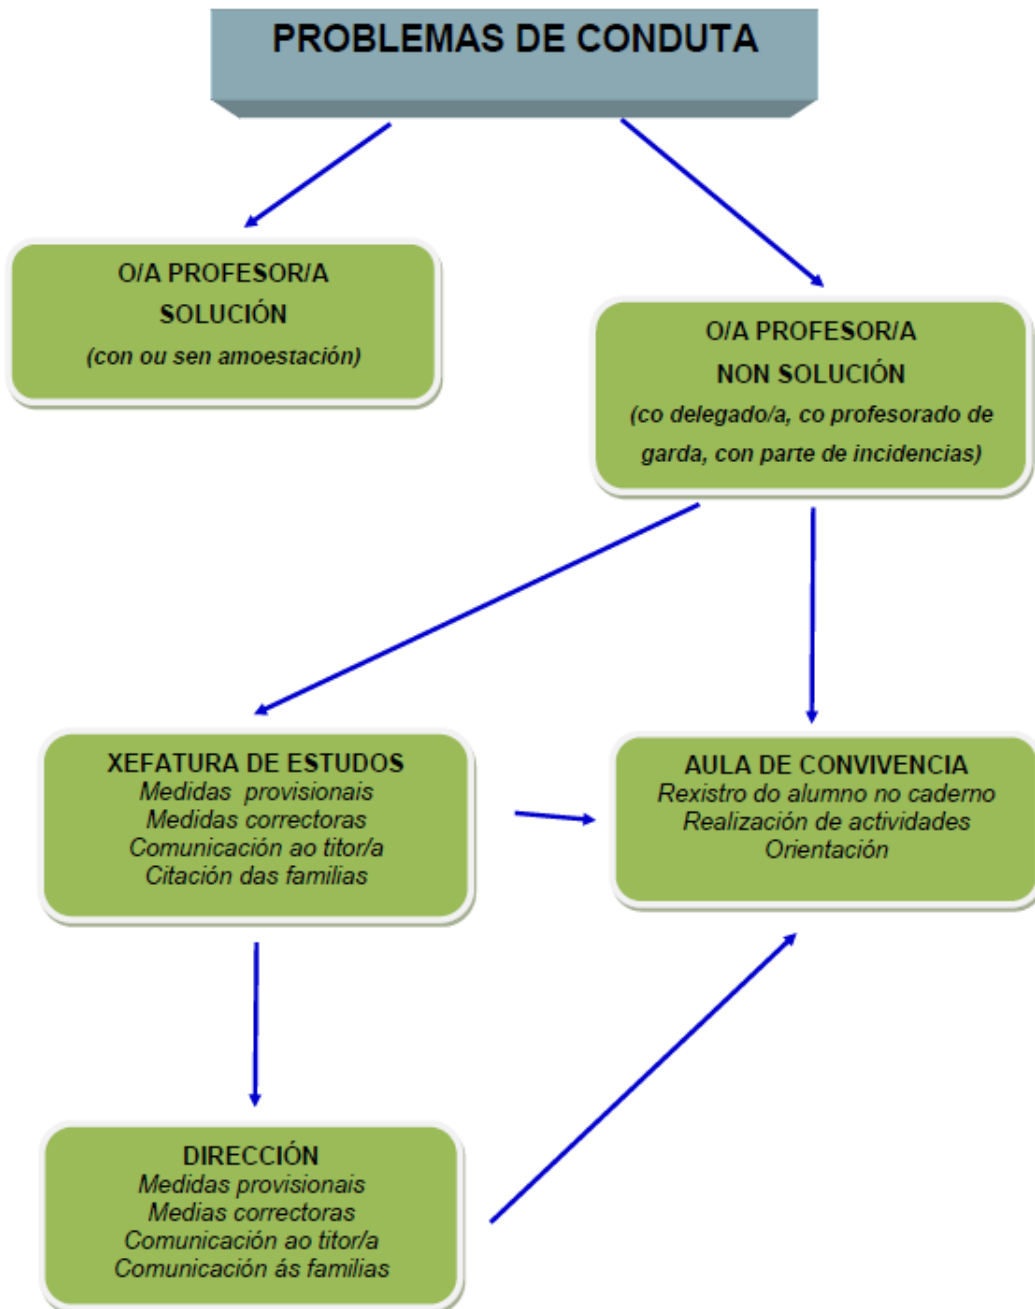 PROBLEMAS DE CONDUTA
O/A PROFESOR/A
SOLUCIÓN
(con ou sen amoestación)
O/A PROFESOR/A
NON SOLUCIÓN
(co delegado/a, co profesorado de
garda, con parte de incidencias)
XEFATURA DE ESTUDOS
Medidas provisionais
Medidas correctoras
Comunicación ao titor/a
Citación das familias
AULA DE CONVIVENCIA
Rexistro do alumno no caderno
Realización de actividades
Orientación
DIRECCIÓN
Medidas provisionais
Medias correctoras
Comunicación ao titor/a
Comunicación ás familias